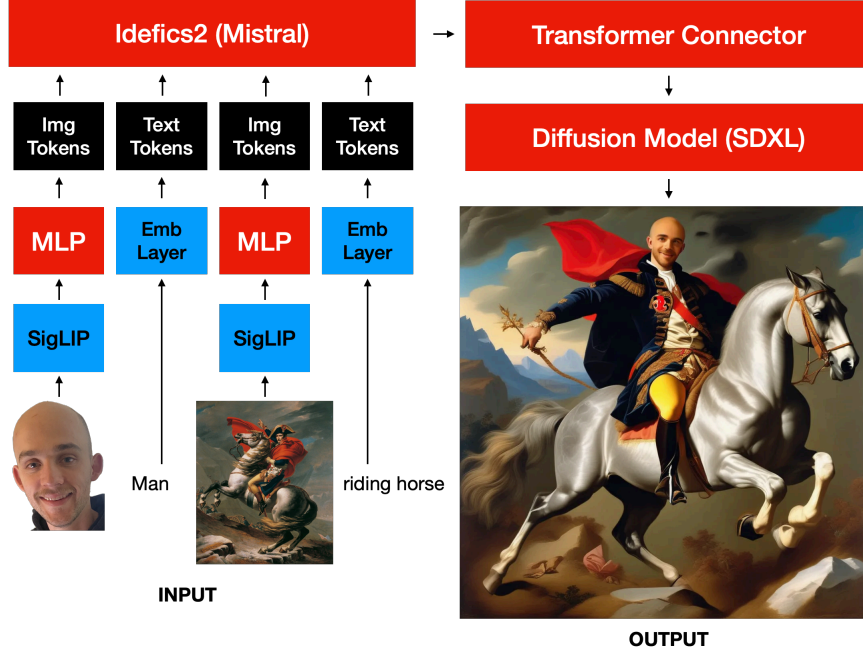 Idefics2 (Mistral)
Transformer Connector
Img
Tokens
Text
Tokens
Img
Tokens
Text
Tokens
Diffusion Model (SDXL)
MLP
Emb
Layer
MLP
Emb
Layer
SigLIP
SigLIP
Man
riding horse
INPUT
OUTPUT